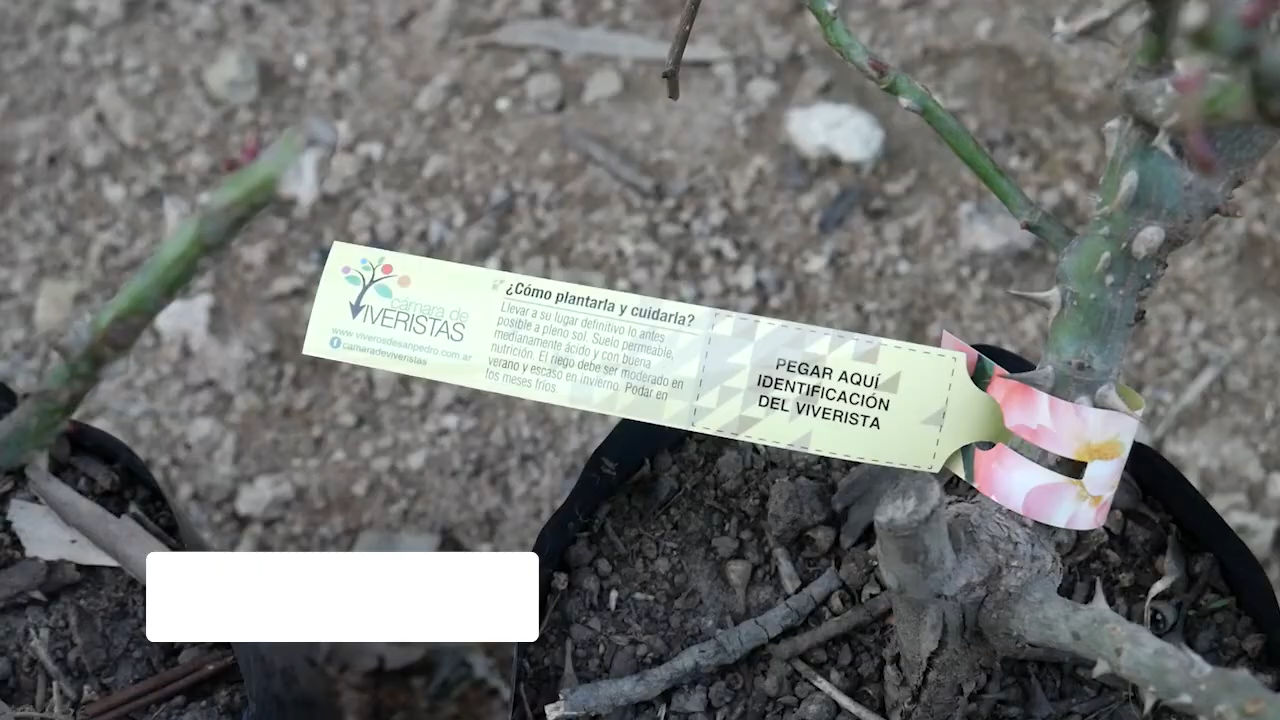 cámara de
VIVERISTAS
www.viverosdesanpedro.com.ar
camaradeviveristas
¿Cómo plantarla y cuidarla?
Llevar a su lugar definitivo lo antes
posible a pleno sol. Suelo permeable,
medianamente ácido y con buena
nutrición. El riego debe ser moderado en
verano y escaso en invierno. Podar en
los meses fríos.
PEGAR AQUÍ
IDENTIFICACIÓN
DEL VIVERISTA